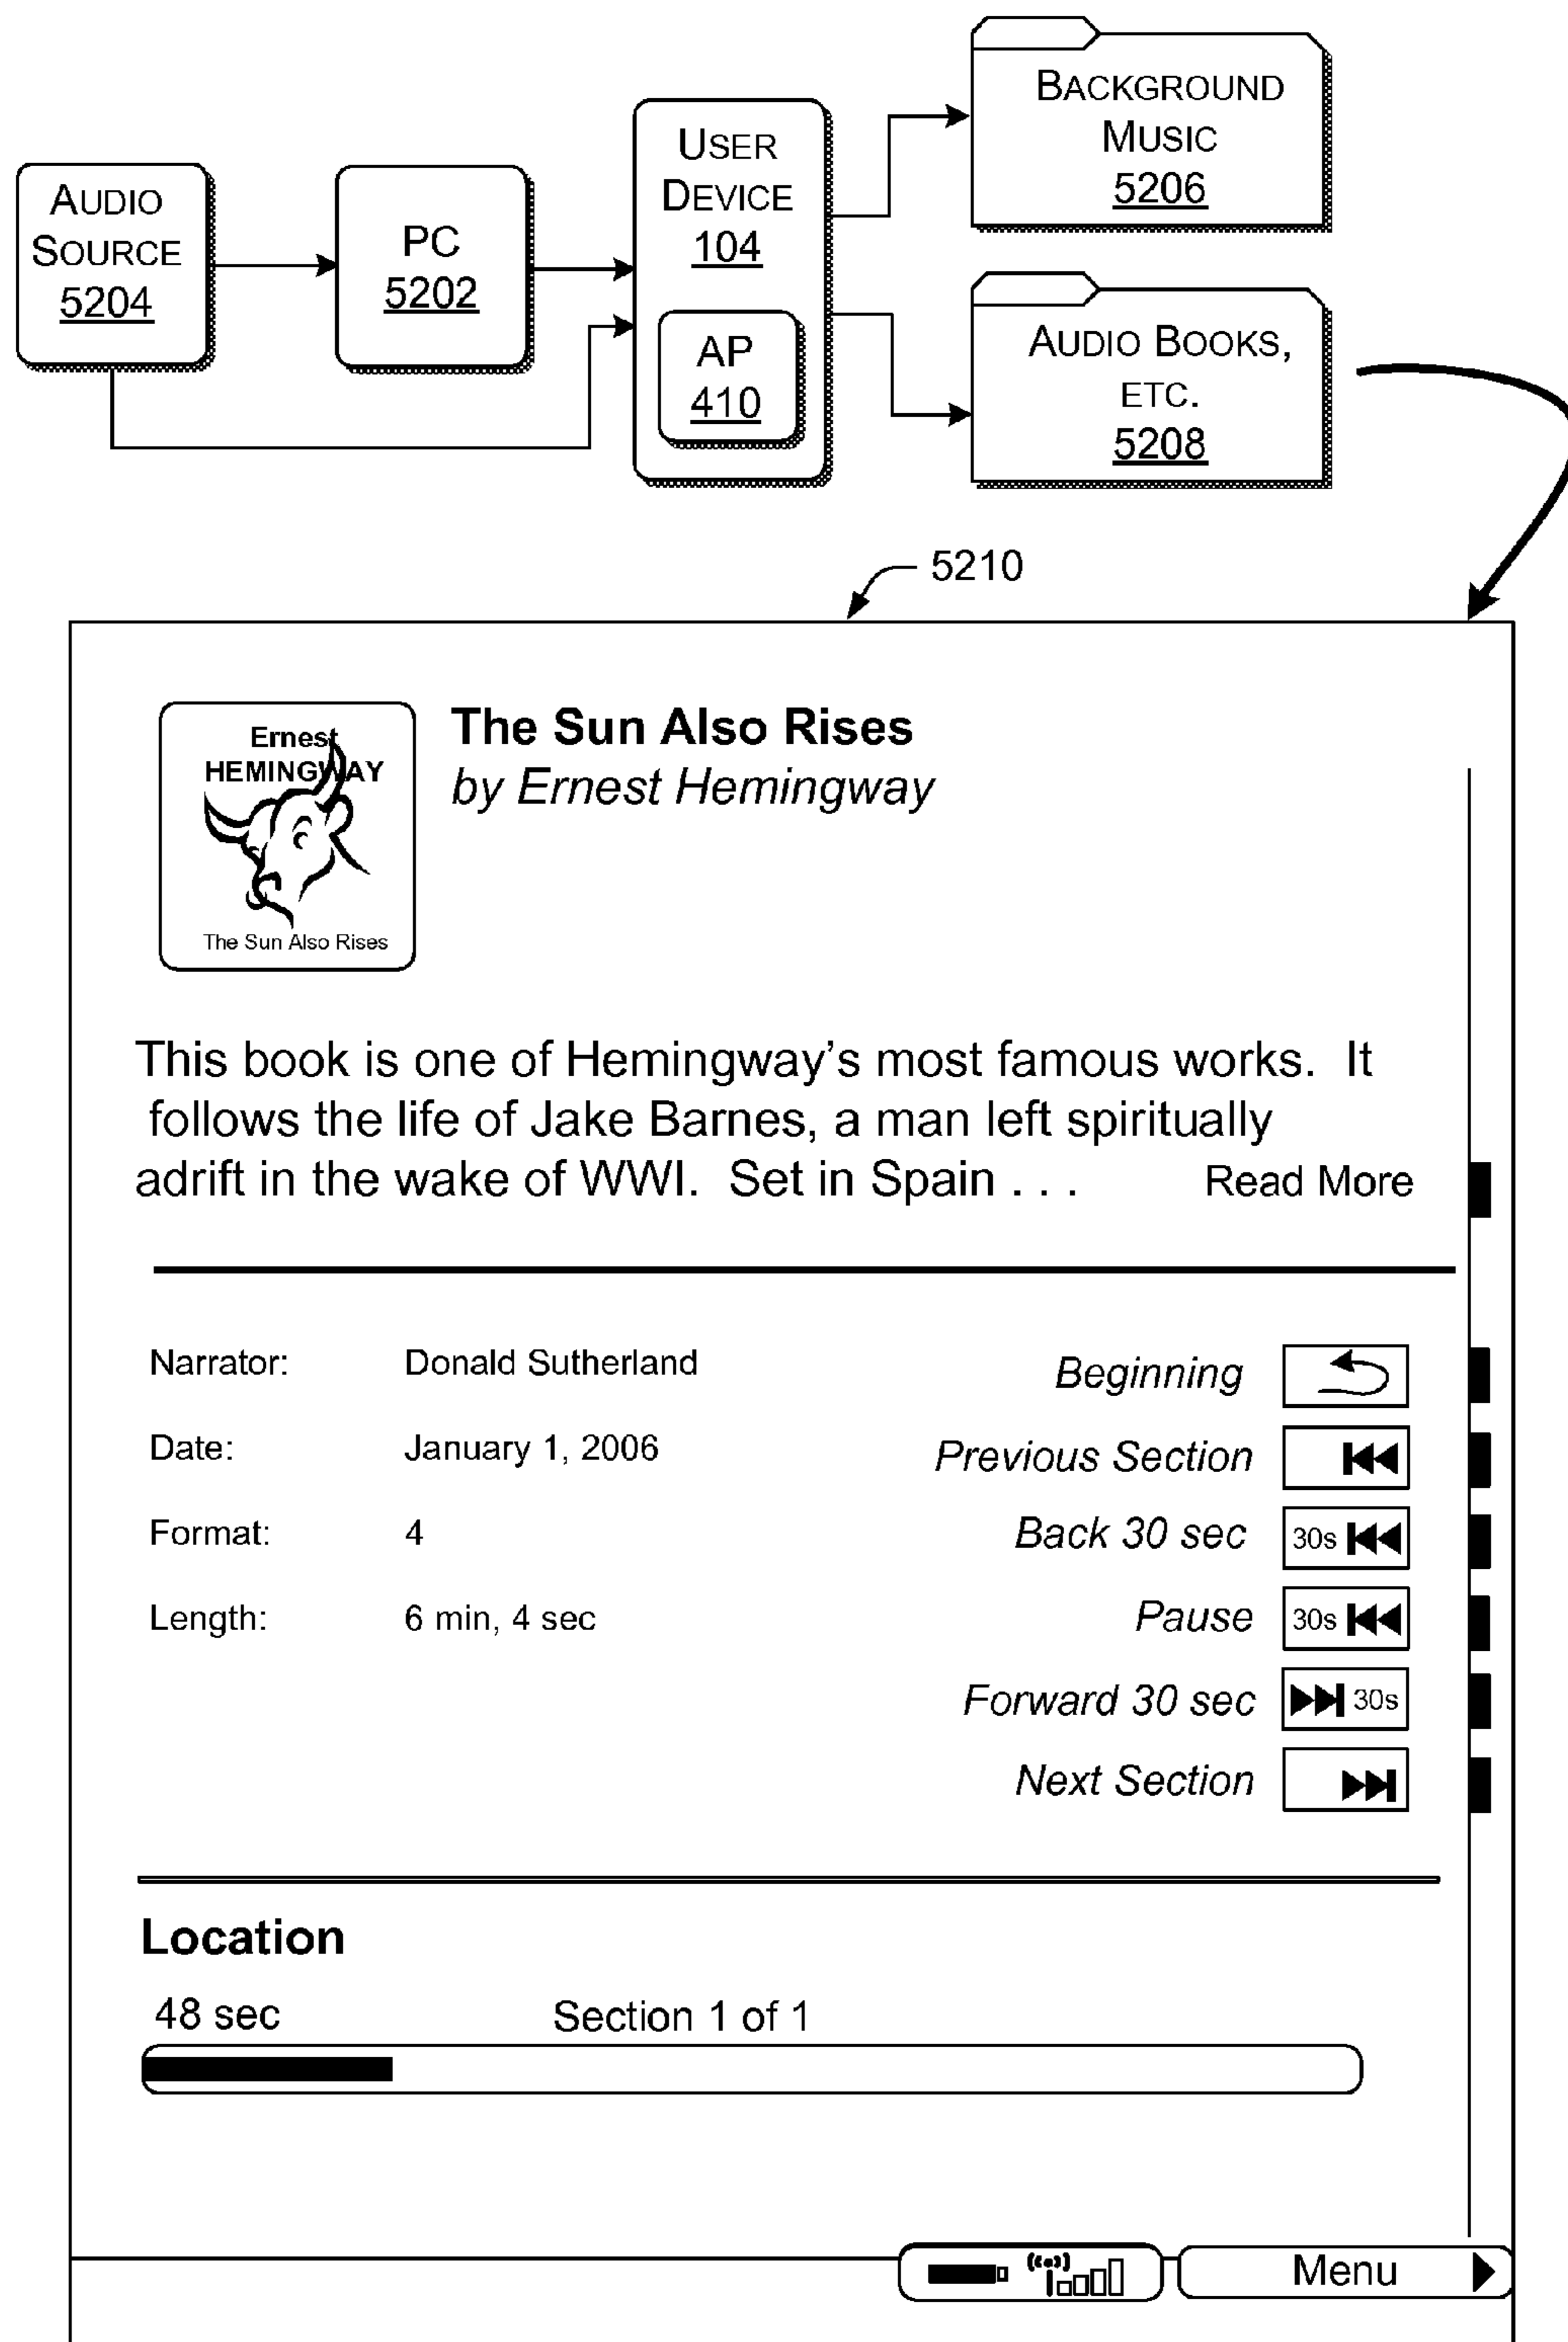 AUDIO
SOURCE
5204
PC
5202
USER
DEVICE
104
AP
410
BACKGROUND
MUSIC
5206
AUDIO BOOKS,
ETC.
5208
5210
Ernest
HEMINGWAY
The Sun Also Rises
The Sun Also Rises
by Ernest Hemingway
This book is one of Hemingway's most famous works. It
follows the life of Jake Barnes, a man left spiritually
adrift in the wake of WWI. Set in Spain . . . Read More
Narrator: Donald Sutherland
Date: January 1, 2006
Format: 4
Length: 6 min, 4 sec
Beginning
Previous Section
Back 30 sec 30s
Pause 30s
Forward 30 sec 30s
Next Section
Location
48 sec Section 1 of 1
Menu